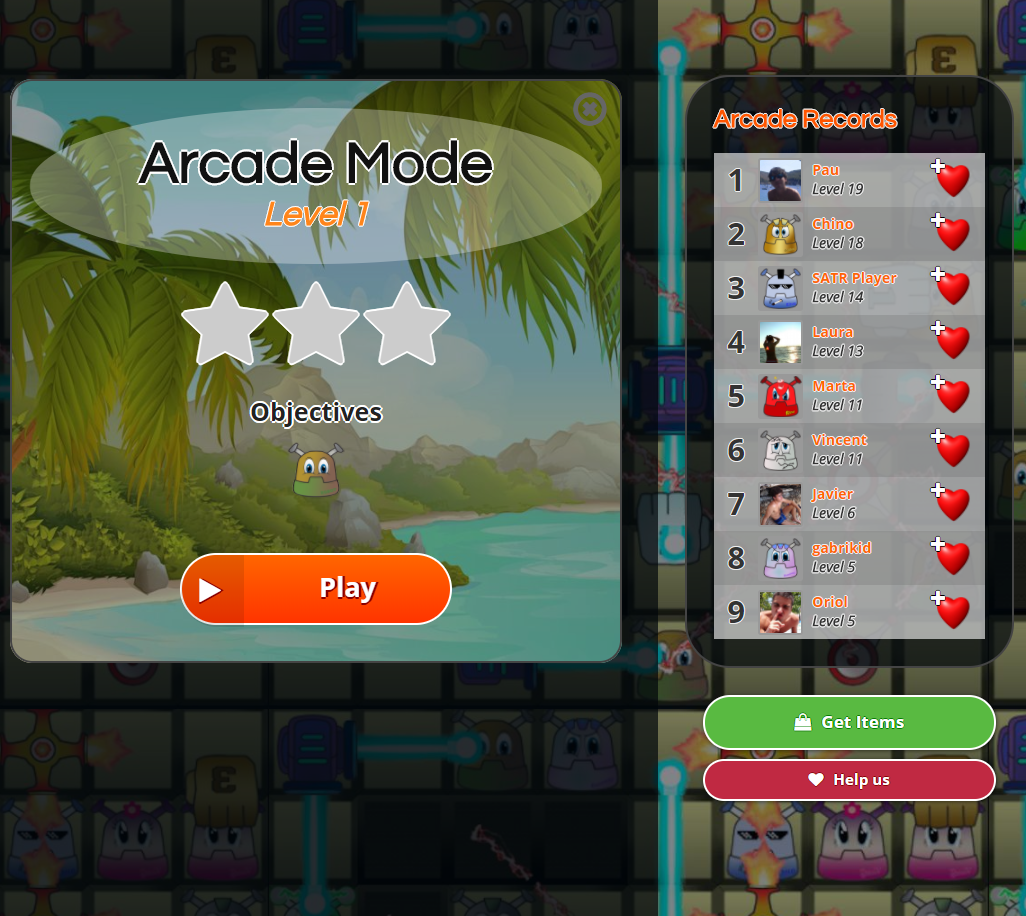 Arcade Mode
Level 1
Objectives
Play
Arcade Records
1 Pau
Level 19
2 Chino
Level 18
3 SATR Player
Level 14
4 Laura
Level 13
5 Marta
Level 11
6 Vincent
Level 11
7 Javier
Level 6
8 gabrikid
Level 5
9 Oriol
Level 5
Get Items
Help us